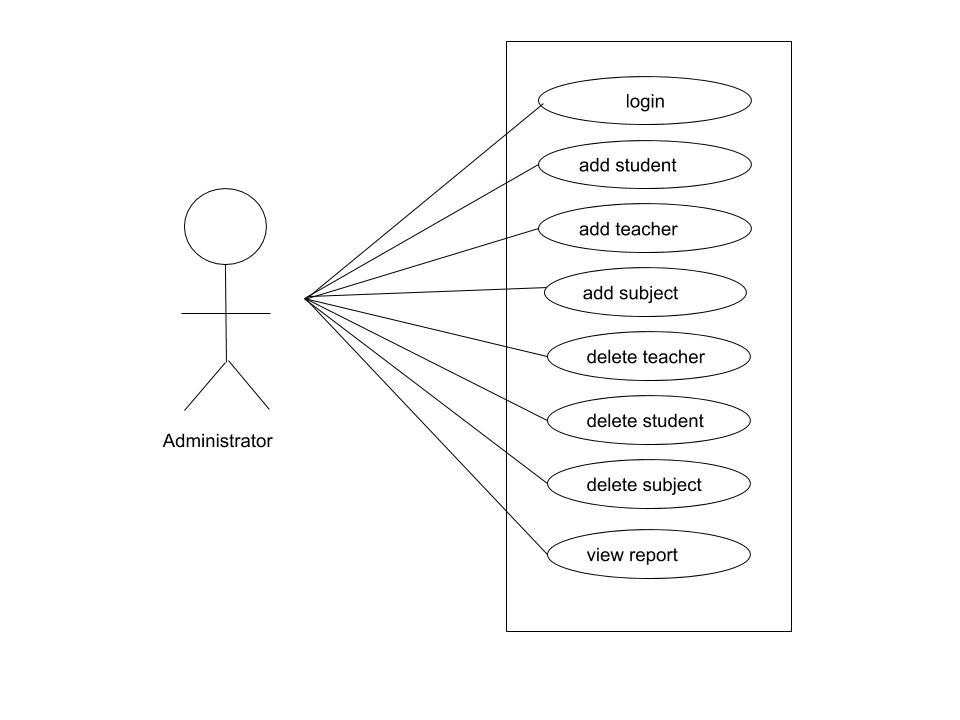 login
add student
add teacher
add subject
delete teacher
delete student
Administrator
delete subject
view report